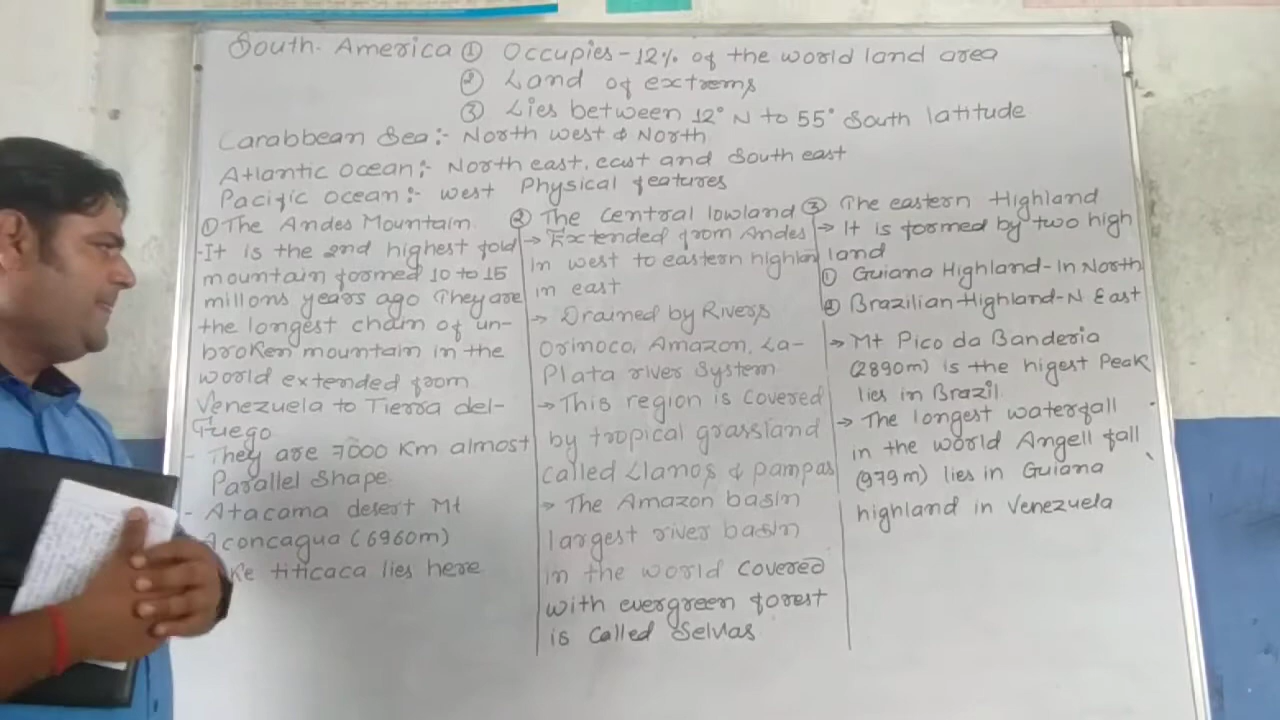 South. America ① Occupies - 12% of the world land area
② Land of extrems
③ Lies between 12° N to 55° South latitude
Carabbean Sea:- North west & North
Atlantic ocean:- North east, east and South east
Pacific ocean:- west Physical features
① The Andes Mountain.
-It is the 2nd highest fold
mountain formed 10 to 15
millons years ago They are
the longest chain of un-
broken mountain in the
world extended from
Venezuela to Tierra del-
Fuego
- They are 7000 Km almost
Parallel Shape.
- Atacama desert Mt
Aconcagua (6960m)
titicaca lies here
② The Central lowland
→ Extended from Andes
in west to eastern highlan
in east
→ Drained by Rivers
Orinoco, Amazon, La-
Plata river System
→ This region is covered
by tropical grassland
called Llamos & pampas
→ The Amazon basin
largest river basin
in the world covered
with evergreen forest
is called Selvas
③ The eastern Highland
→ It is formed by two high
land
① Guiana Highland-In North
② Brazilian Highland-N East
→ Mt Pico da Banderia
(2890m) is the higest Peak
lies in Brazil.
→ The longest waterfall
in the world Angell fall
(979m) lies in Guiana
highland in Venezuela